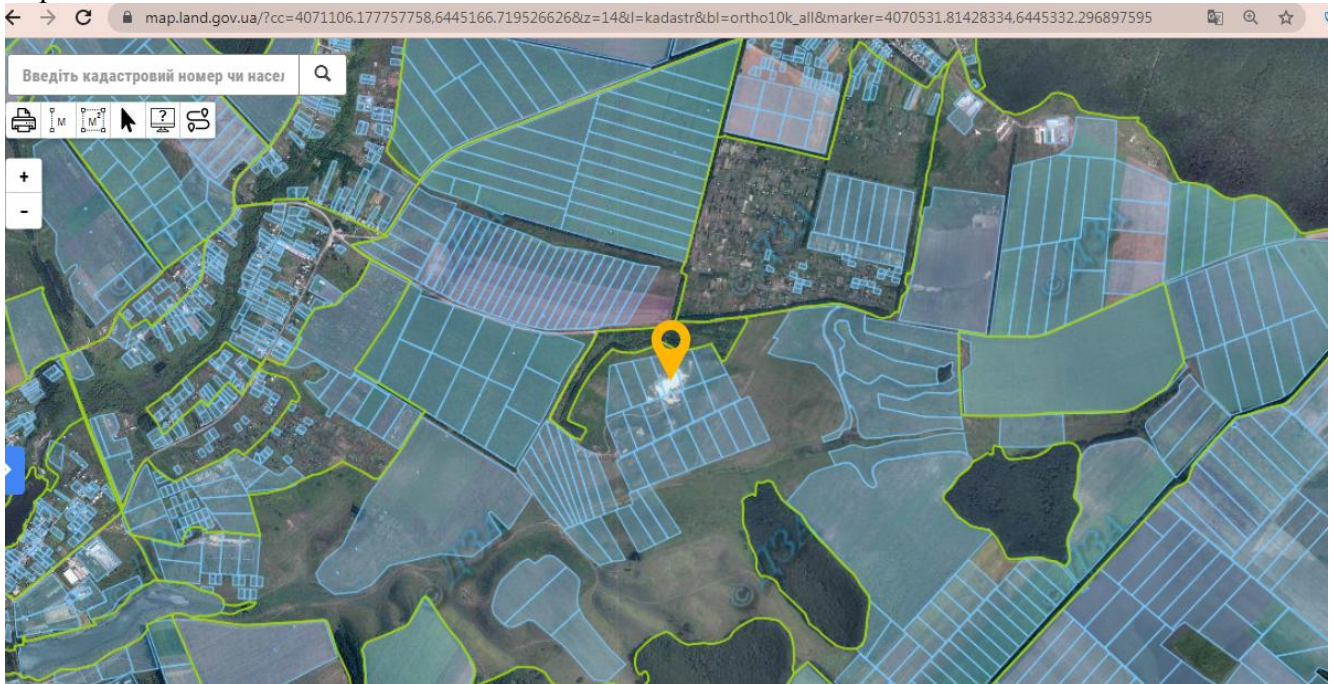 map.land.gov.ua/?cc=4071106.177757758,6445166.719526626&z=14&l=kadastr&bl=ortho10k_all&marker=4070531.81428334,6445332.296897595
Введіть кадастровий номер чи насел
M
M²
?
+
-